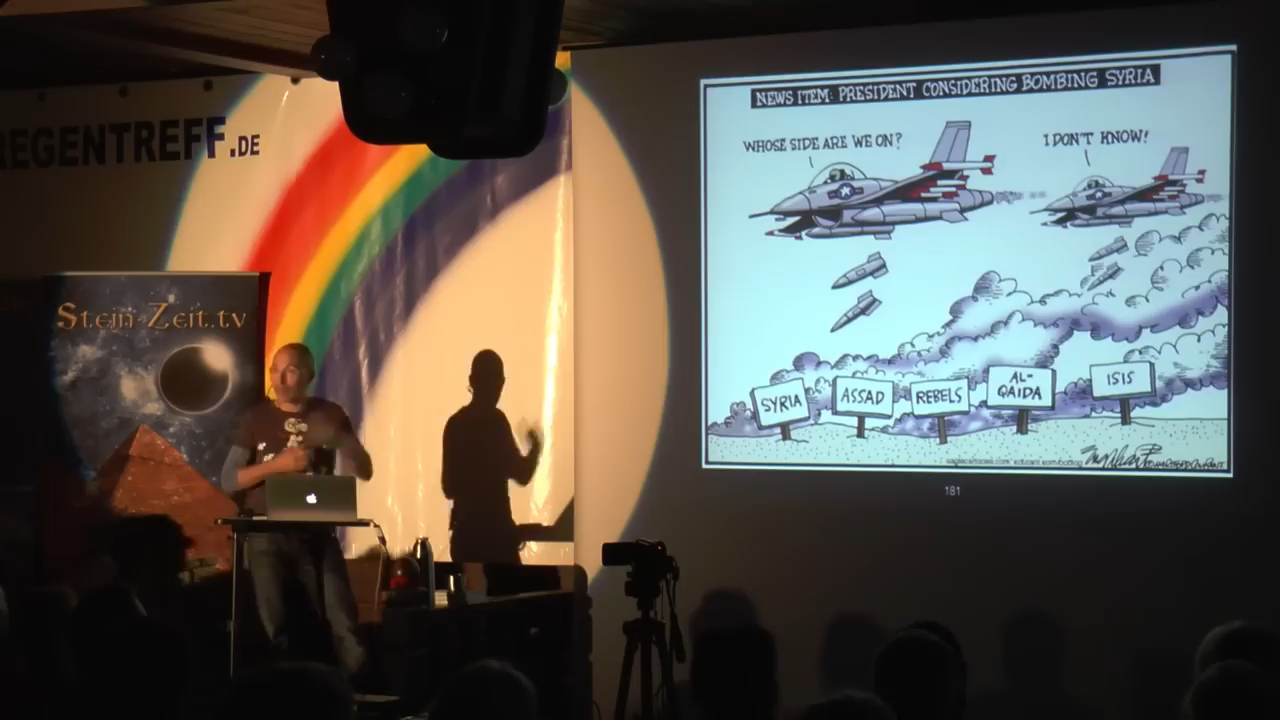 REGENTREFF.DE
Stein-Zeit.tv
NEWS ITEM: PRESIDENT CONSIDERING BOMBING SYRIA
WHOSE SIDE ARE WE ON?
I DON'T KNOW!
SYRIA
ASSAD
REBELS
AL-
QAIDA
ISIS
181